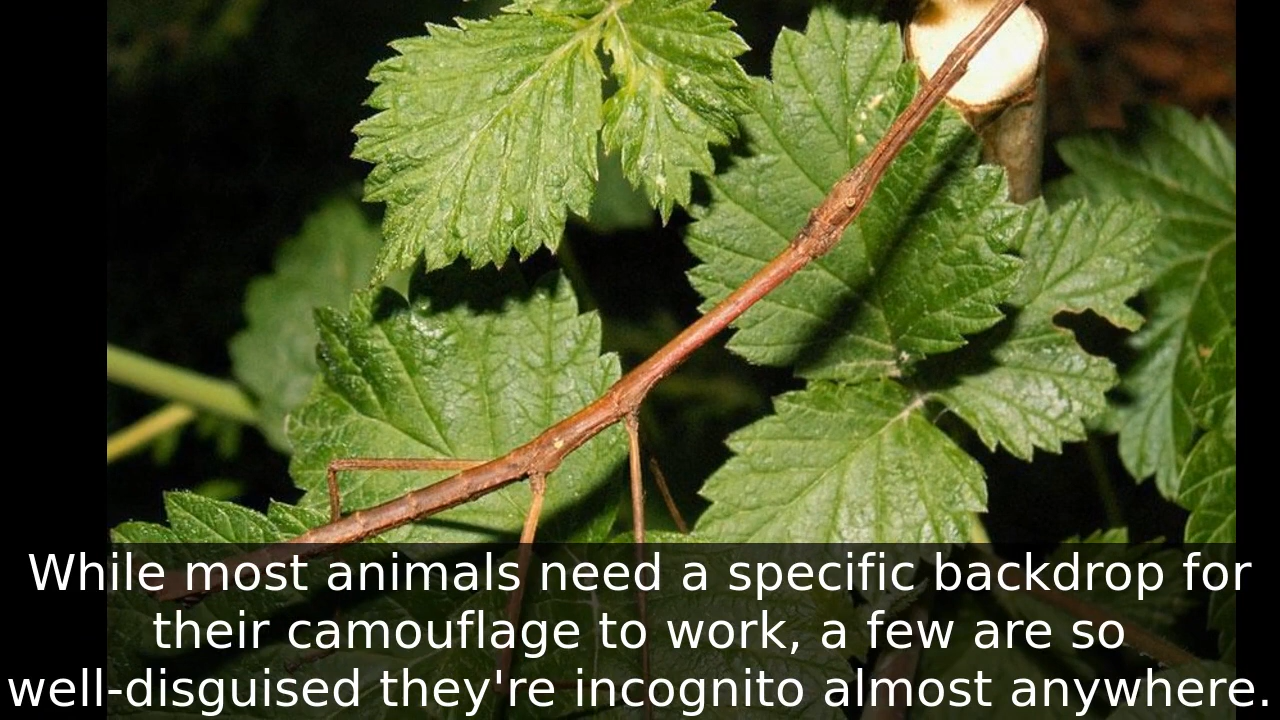 While most animals need a specific backdrop for
their camouflage to work, a few are so
well-disguised they're incognito almost anywhere.